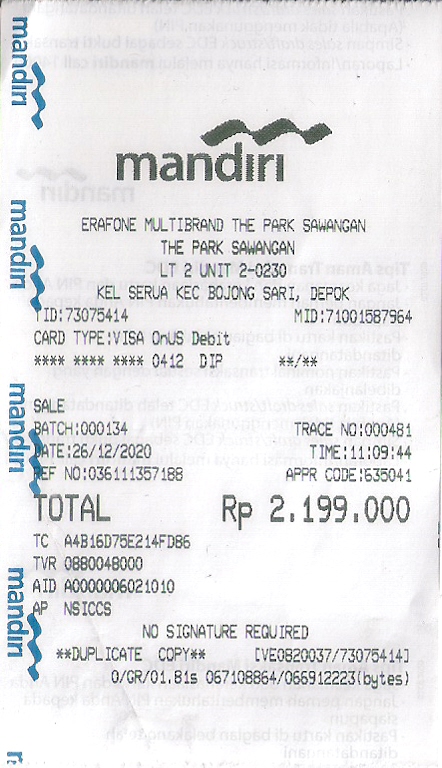 mandiri
ERAFONE MULTIBRAND THE PARK SAWANGAN
THE PARK SAWANGAN
LT 2 UNIT 2-0230
KEL SERUA KEC BOJONG SARI, DEPOK
TID:73075414 MID:71001587964
CARD TYPE:VISA OnUS Debit
**** **** **** 0412 DIP **/**
SALE
BATCH:000134 TRACE NO:000481
DATE:26/12/2020 TIME:11:09:44
REF NO:036111357188 APPR CODE:635041
TOTAL Rp 2.199.000
TC A4B16D75E214FD86
TVR 0880048000
AID A0000006021010
AP NSICCS
NO SIGNATURE REQUIRED
**DUPLICATE COPY** [VE0820037/73075414]
0/GR/01.81s 067108864/066912223(bytes)
mandiri
mandiri
mandiri
mandiri